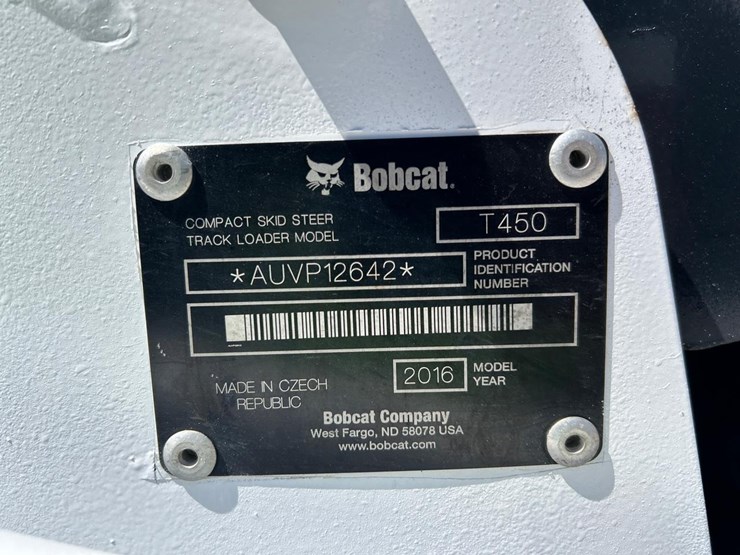 Bobcat.
COMPACT SKID STEER
TRACK LOADER MODEL
T450
*AUVP12642*
PRODUCT
IDENTIFICATION
NUMBER
2016
MODEL
YEAR
MADE IN CZECH
REPUBLIC
Bobcat Company
West Fargo, ND 58078 USA
www.bobcat.com